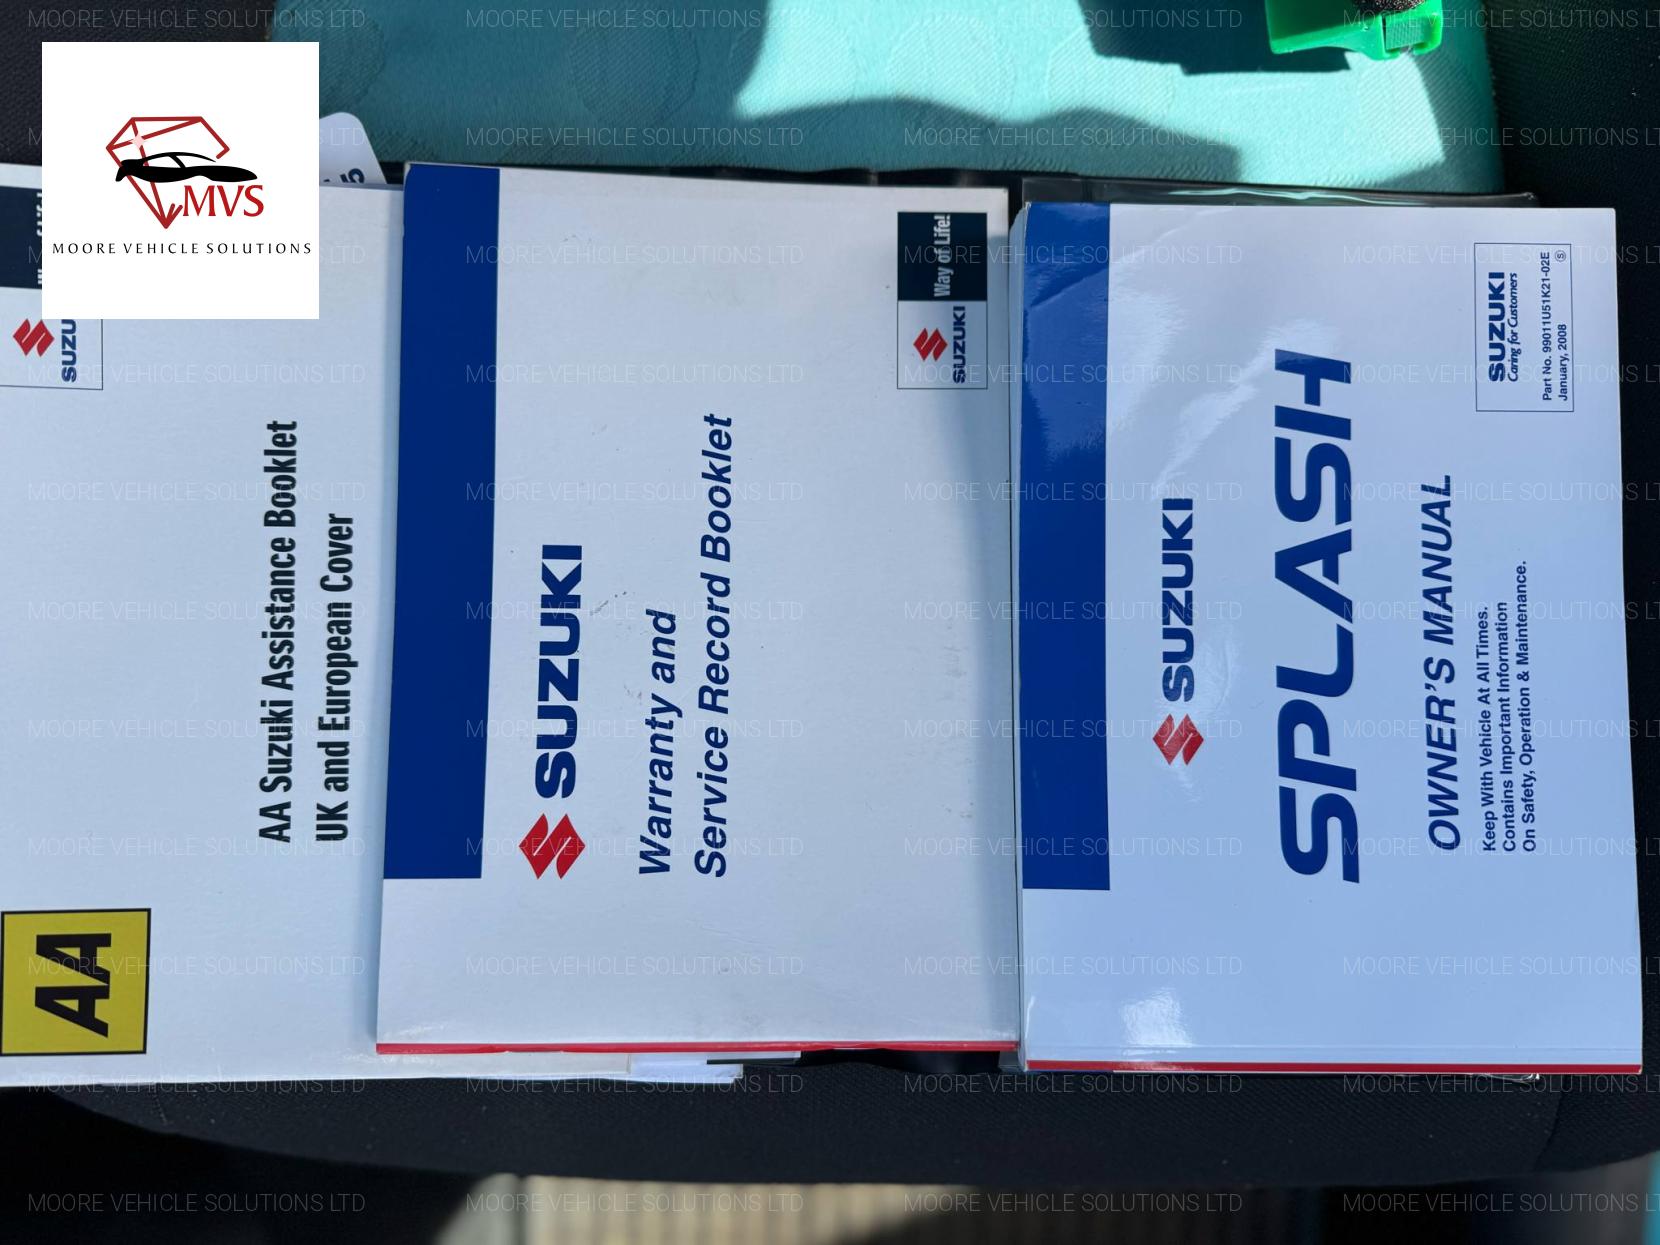 MVS
MOORE VEHICLE SOLUTIONS
SUZU
AA Suzuki Assistance Booklet
UK and European Cover
AA
5
SUZUKI
Way of Life!
SUZUKI
Warranty and
Service Record Booklet
SUZUKI
SPLASH
OWNER'S MANUAL
Keep With Vehicle At All Times.
Contains Important Information
On Safety, Operation & Maintenance.
SUZUKI
Caring for Customers
Part No. 99011U51K21-02E
January, 2008
MOORE VEHICLE SOLUTIONS LTD